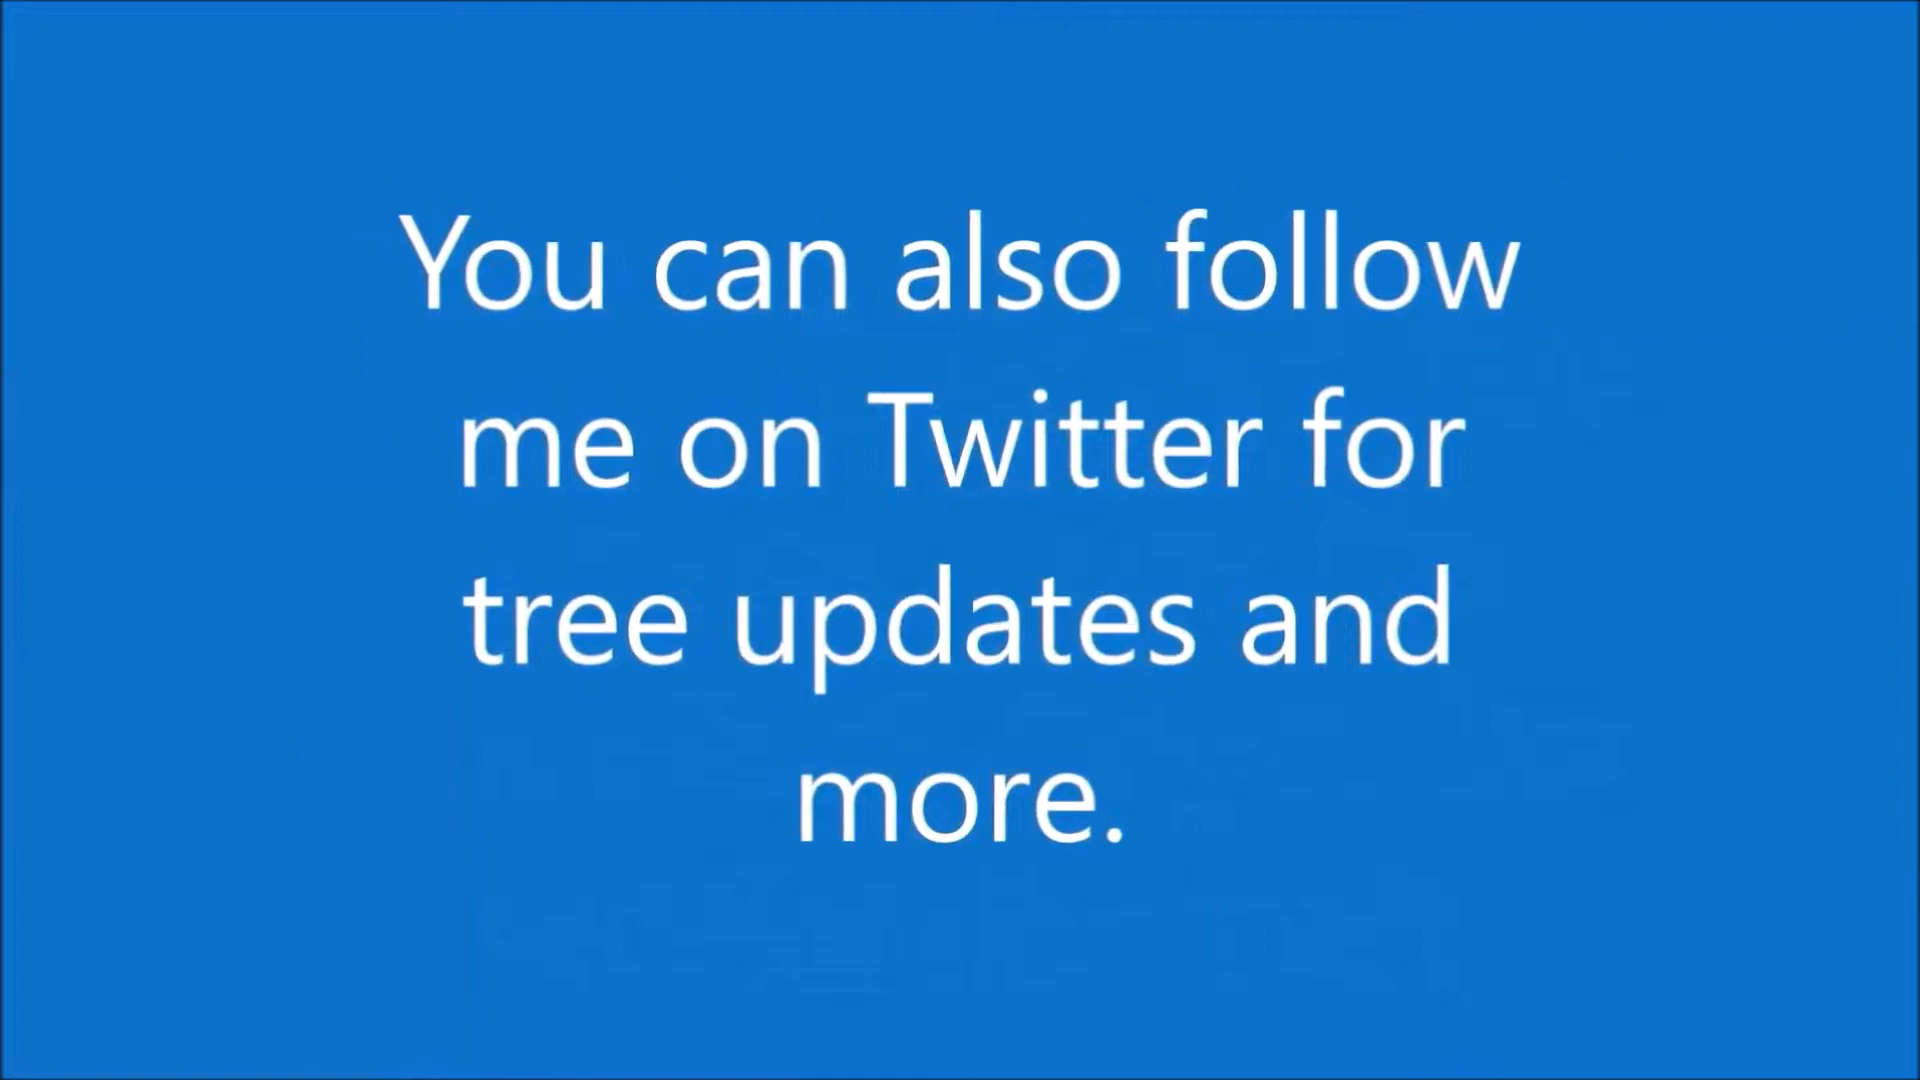 You can also follow
me on Twitter for
tree updates and
more.